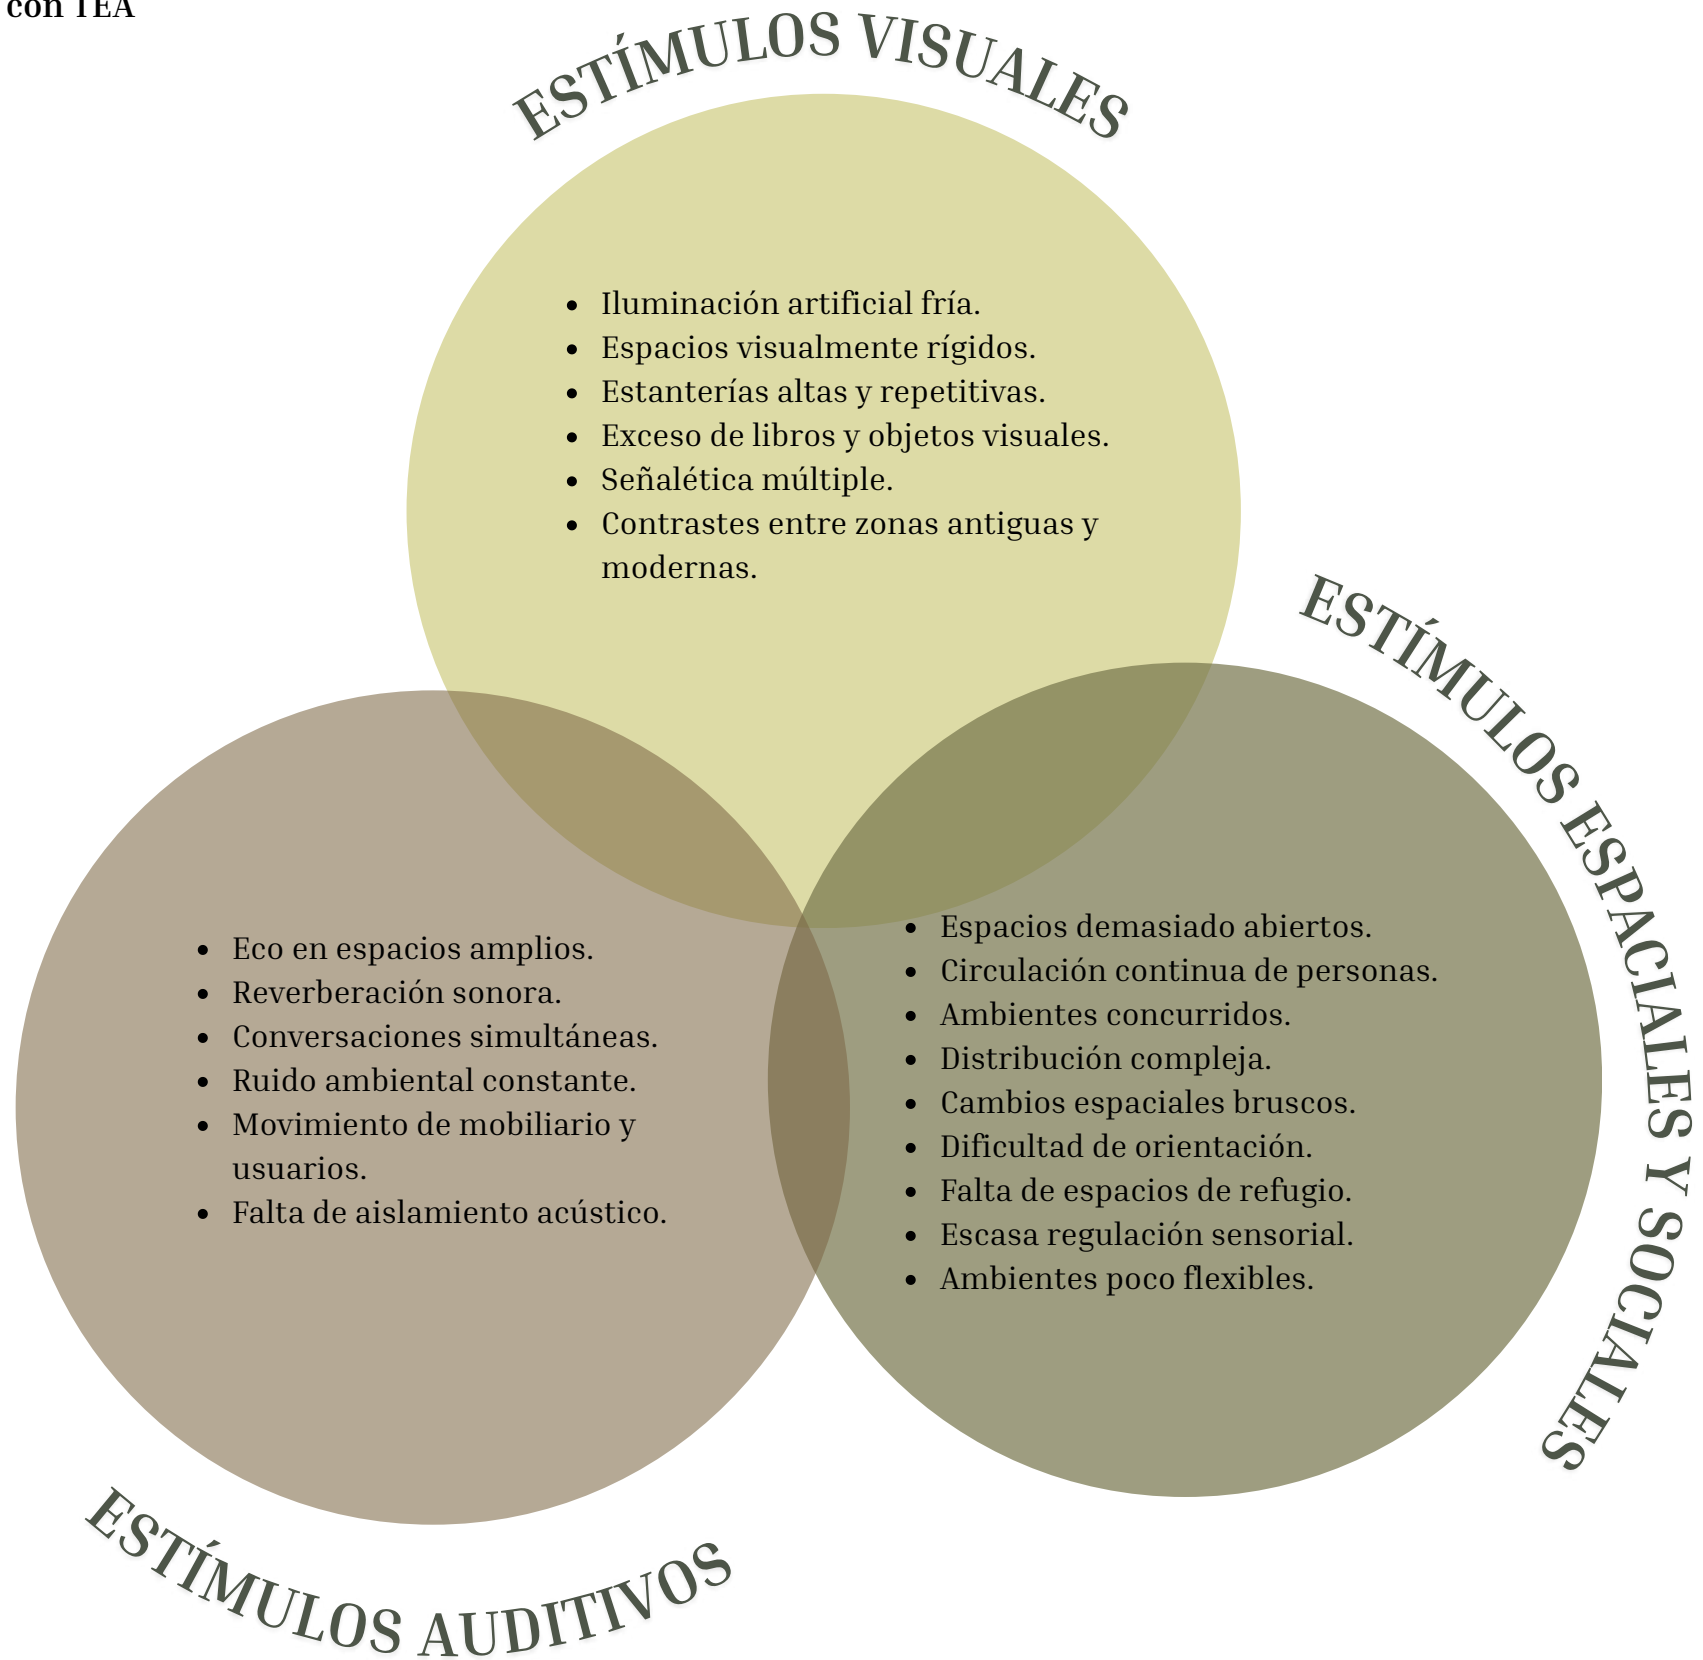 con TEA
ESTÍMULOS VISUALES
• Iluminación artificial fría.
• Espacios visualmente rígidos.
• Estanterías altas y repetitivas.
• Exceso de libros y objetos visuales.
• Señalética múltiple.
• Contrastes entre zonas antiguas y
modernas.
ESTÍMULOS ESPACIALES Y SOCIALES
• Espacios demasiado abiertos.
• Circulación continua de personas.
• Ambientes concurridos.
• Distribución compleja.
• Cambios espaciales bruscos.
• Dificultad de orientación.
• Falta de espacios de refugio.
• Escasa regulación sensorial.
• Ambientes poco flexibles.
• Eco en espacios amplios.
• Reverberación sonora.
• Conversaciones simultáneas.
• Ruido ambiental constante.
• Movimiento de mobiliario y
usuarios.
• Falta de aislamiento acústico.
ESTÍMULOS AUDITIVOS